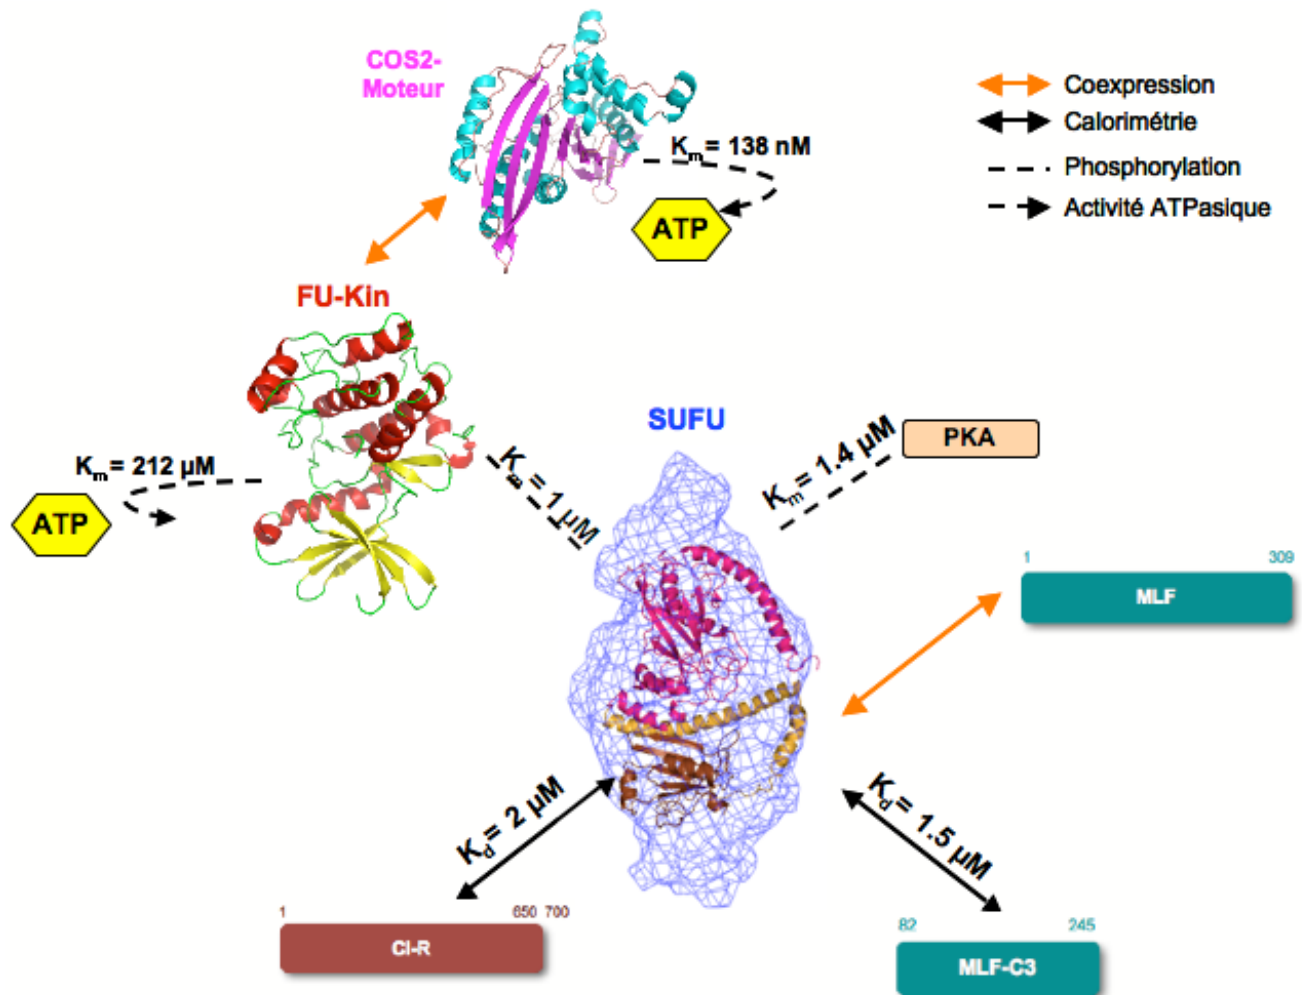 COS2-
Moteur
Coexpression
Calorimétrie
Phosphorylation
Activité ATPasique
Km = 138 nM
ATP
FU-Kin
SUFU
PKA
Km = 1.4 µM
Km = 212 µM
ATP
Km = 1 µM
1 309
MLF
Kd = 2 µM
Kd = 1.5 µM
1 650 700
CI-R
82 245
MLF-C3